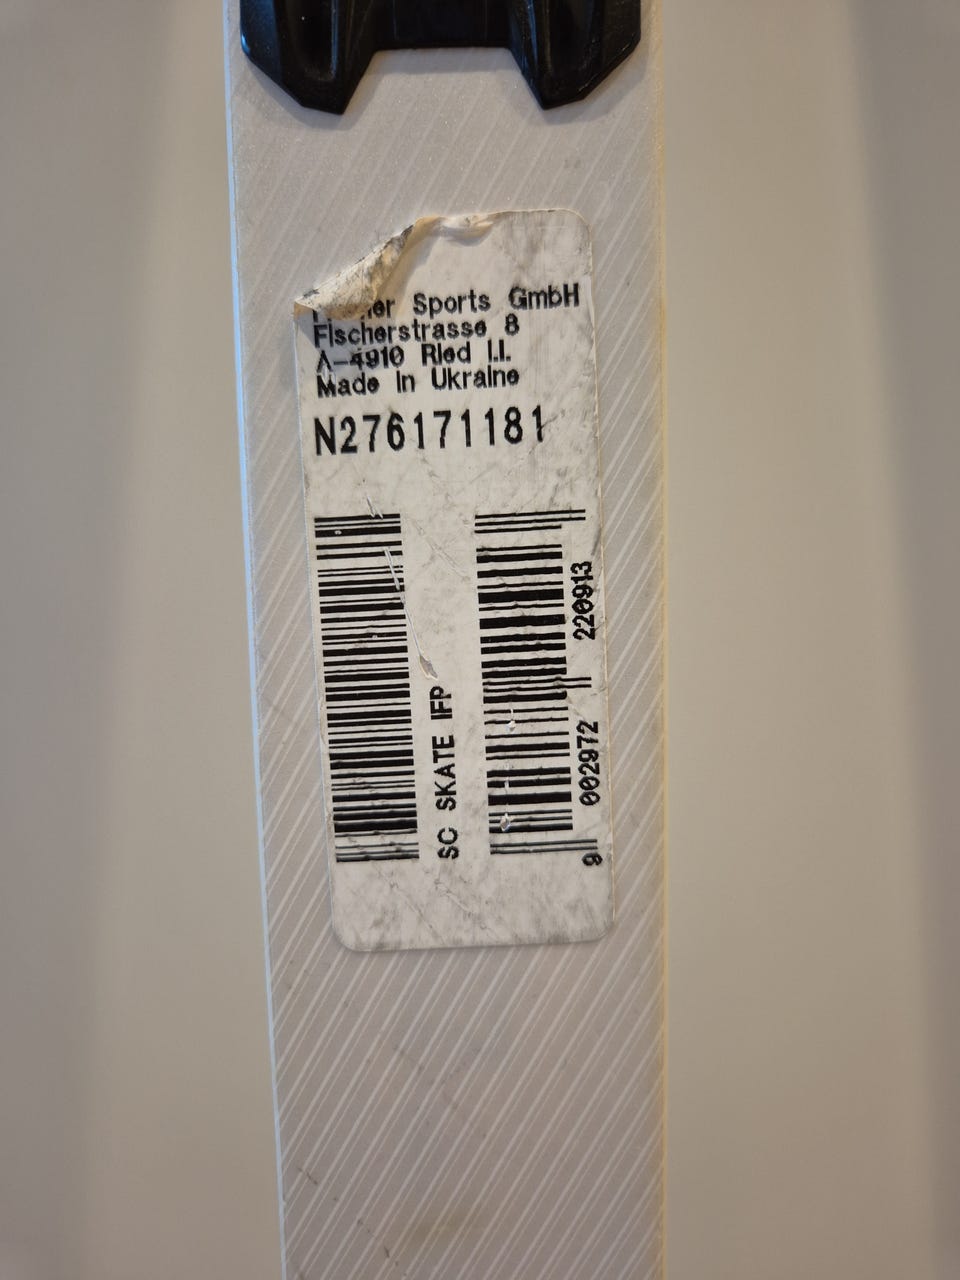 Sports GmbH
Fischerstrasse 8
A-4910 Ried I.I.
Made in Ukraine
N276171181
SC SKATE IFP
9 002972 220913